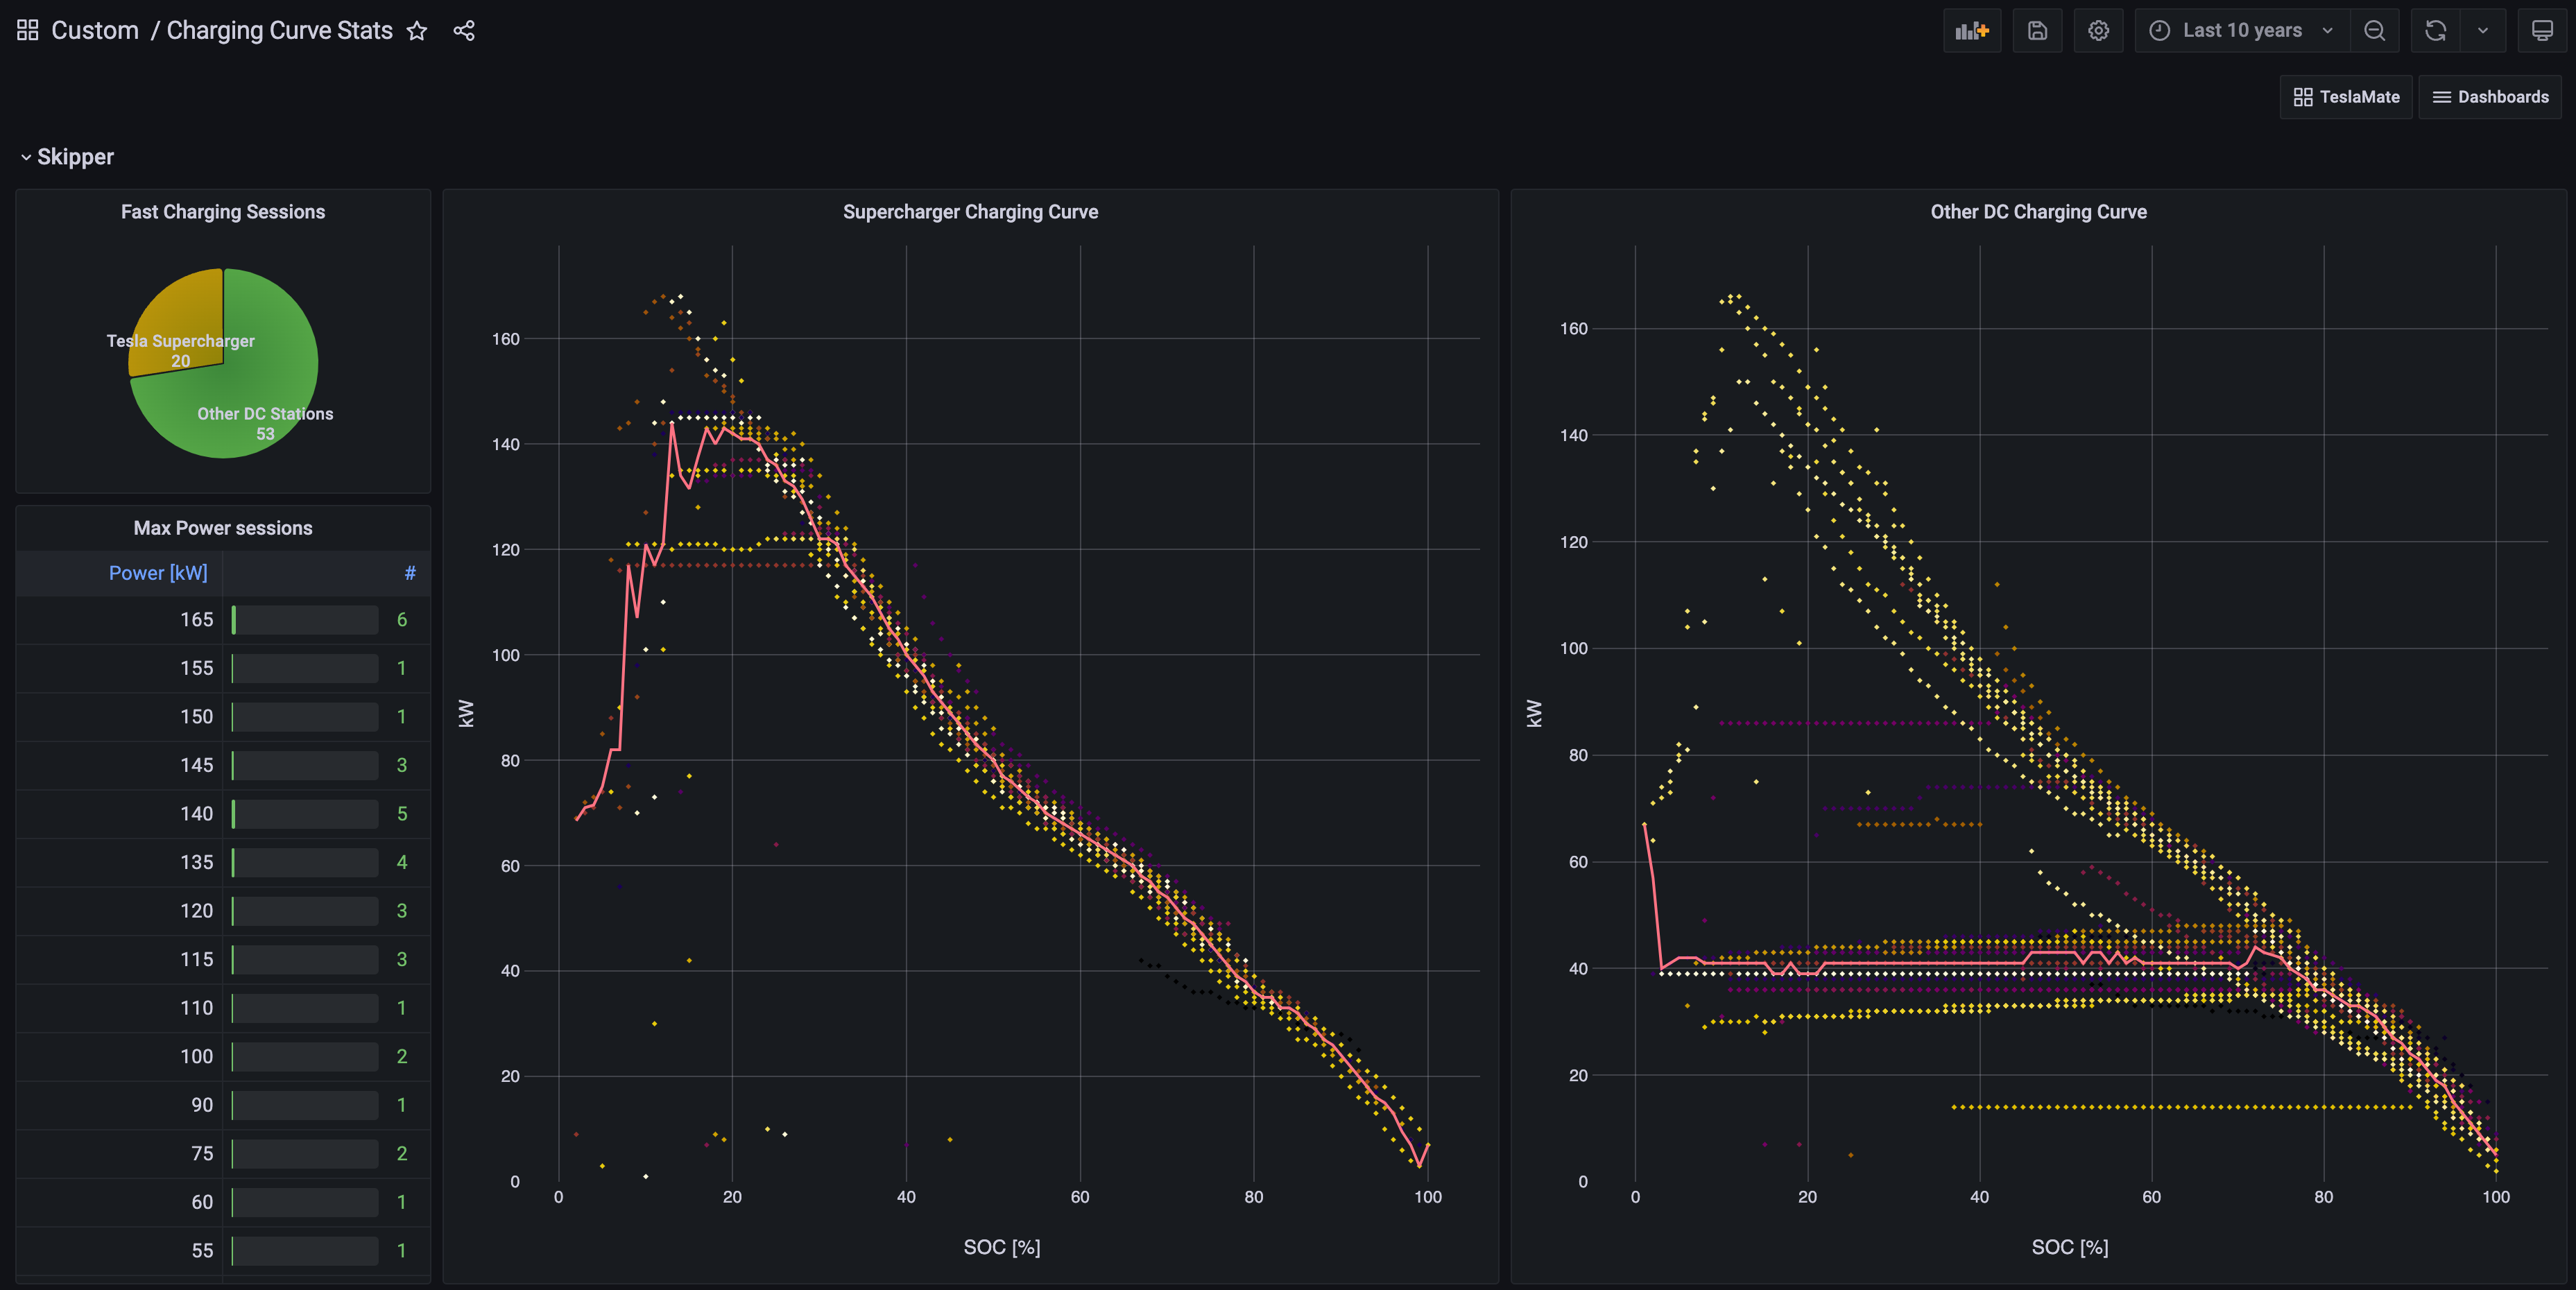 Custom / Charging Curve Stats
Last 10 years
TeslaMate
Dashboards
Skipper
Fast Charging Sessions
Tesla Supercharger
20
Other DC Stations
53
Max Power sessions
Power [kW] #
165 6
155 1
150 1
145 3
140 5
135 4
120 3
115 3
110 1
100 2
90 1
75 2
60 1
55 1
Supercharger Charging Curve
kW
160
140
120
100
80
60
40
20
0
0 20 40 60 80 100
SOC [%]
Other DC Charging Curve
kW
160
140
120
100
80
60
40
20
0
0 20 40 60 80 100
SOC [%]